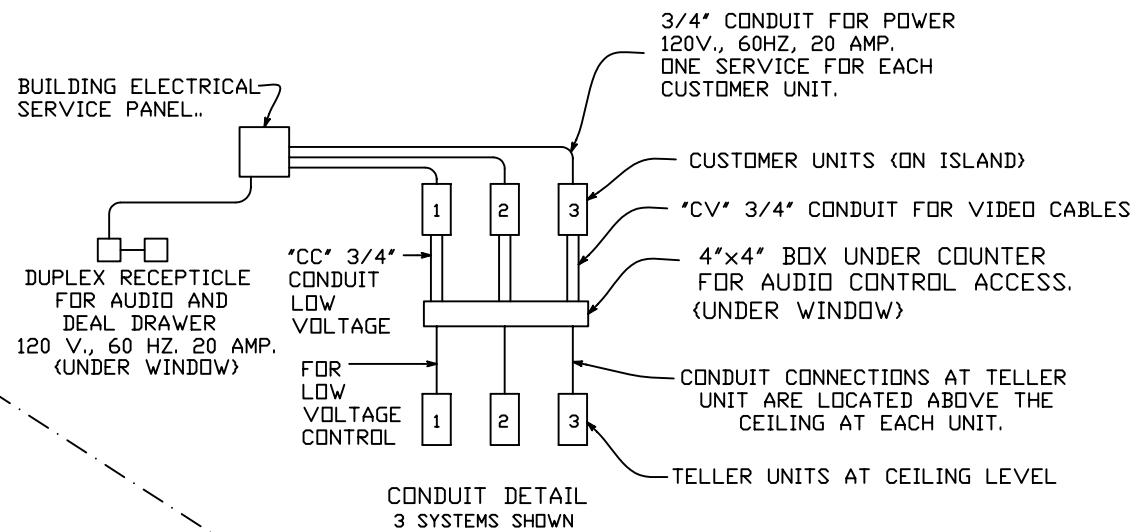 3/4" CONDUIT FOR POWER
120V., 60HZ, 20 AMP.
ONE SERVICE FOR EACH
CUSTOMER UNIT.
BUILDING ELECTRICAL
SERVICE PANEL..
CUSTOMER UNITS (ON ISLAND)
1
2
3
"CV" 3/4" CONDUIT FOR VIDEO CABLES
"CC" 3/4"
CONDUIT
LOW
VOLTAGE
4"x4" BOX UNDER COUNTER
FOR AUDIO CONTROL ACCESS.
(UNDER WINDOW)
DUPLEX RECEPTICLE
FOR AUDIO AND
DEAL DRAWER
120 V., 60 HZ. 20 AMP.
(UNDER WINDOW)
FOR
LOW
VOLTAGE
CONTROL
CONDUIT CONNECTIONS AT TELLER
UNIT ARE LOCATED ABOVE THE
CEILING AT EACH UNIT.
1
2
3
TELLER UNITS AT CEILING LEVEL
CONDUIT DETAIL
3 SYSTEMS SHOWN